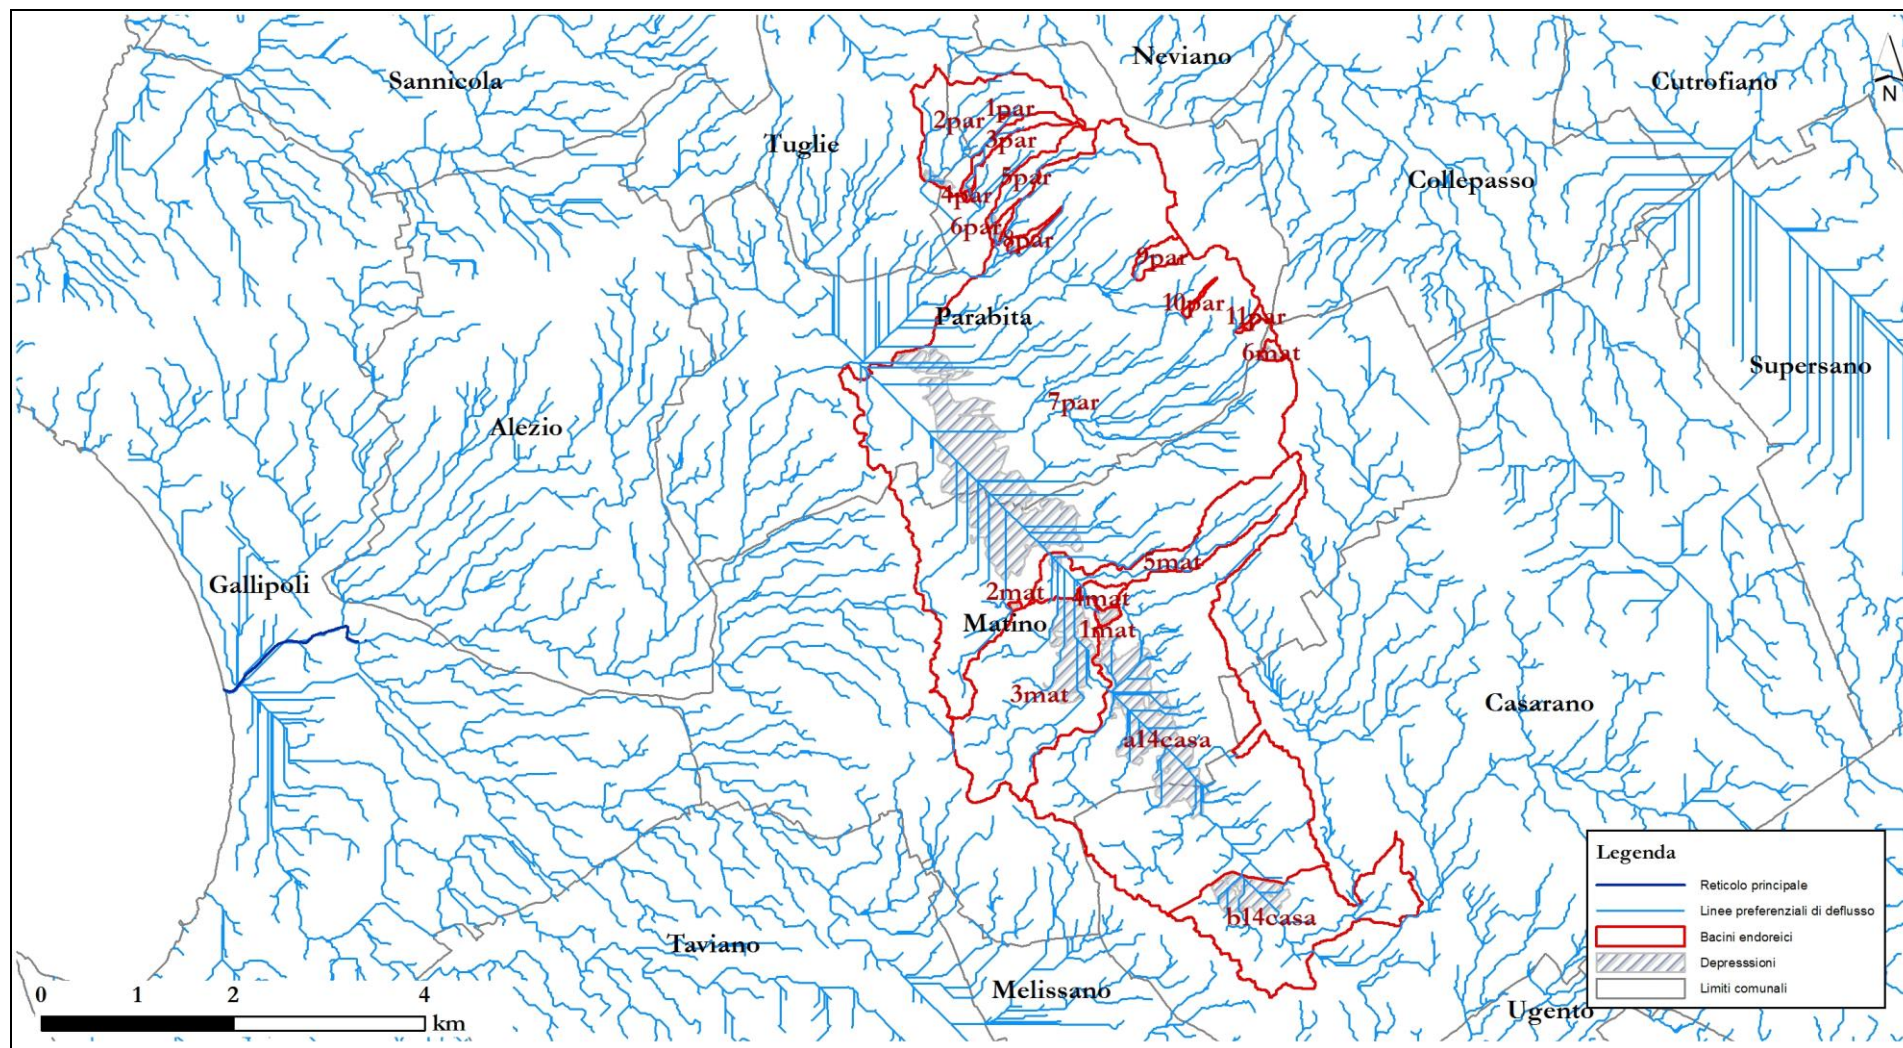 Neviano
Sannicola
Cutrofiano
N
1par
2par
3par
Tuglie
5par
Collepasso
4par
6par
8par
9par
10par
Parabita
11par
6mat
Supersano
7par
Alezio
5mat
Gallipoli
2mat
4mat
Matino
1mat
3mat
Casarano
a14casa
b14casa
Taviano
Melissano
Ugento
Legenda
Reticolo principale
Linee preferenziali di deflusso
Bacini endoreici
Depresssioni
Limiti comunali
0 1 2 4
km